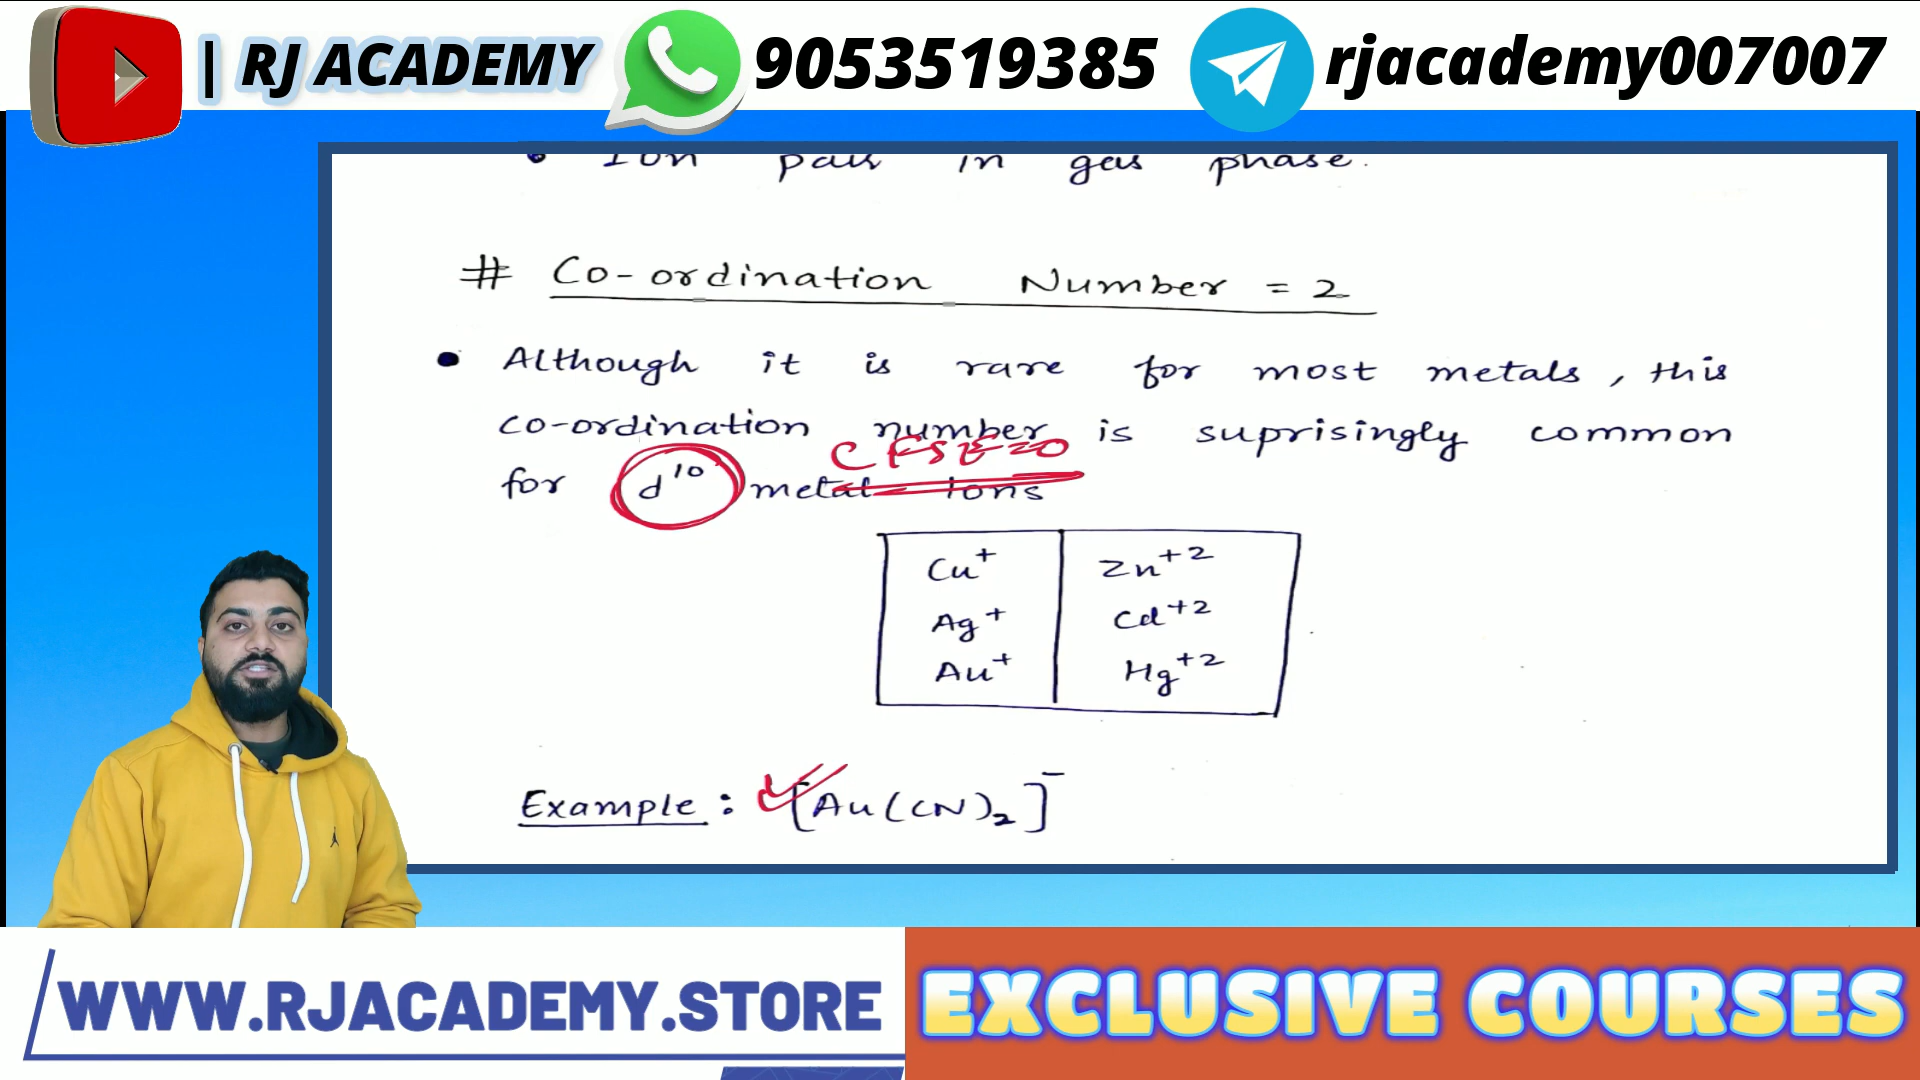 | RJ ACADEMY 9053519385 rjacademy007007
Ion pair in gas phase.
# Co-ordination Number = 2
• Although it is rare for most metals, this
co-ordination number is suprisingly common
CFSE=0
for d¹⁰ metal ions
Cu⁺ Zn⁺²
Ag⁺ Cd⁺²
Au⁺ Hg⁺²
Example : [Au(CN)₂]⁻
WWW.RJACADEMY.STORE
EXCLUSIVE COURSES